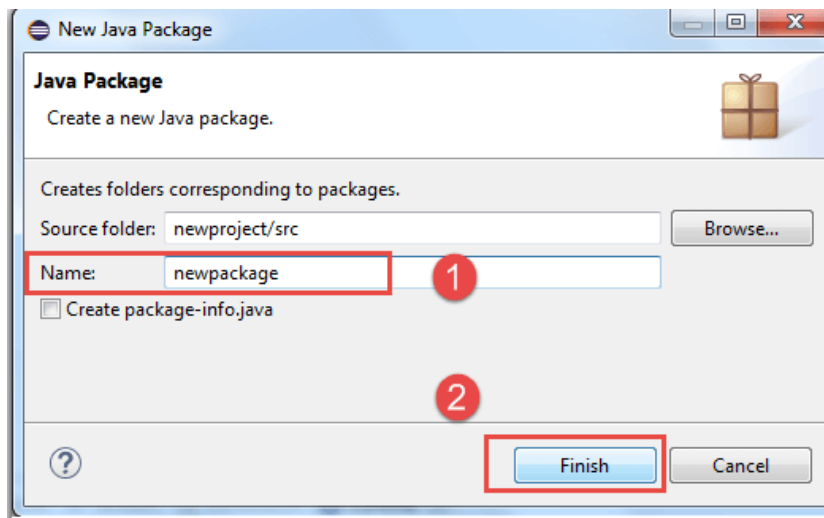 New Java Package
Java Package
Create a new Java package.
Creates folders corresponding to packages.
Source folder: newproject/src Browse...
Name: newpackage 1
Create package-info.java
2
? Finish Cancel